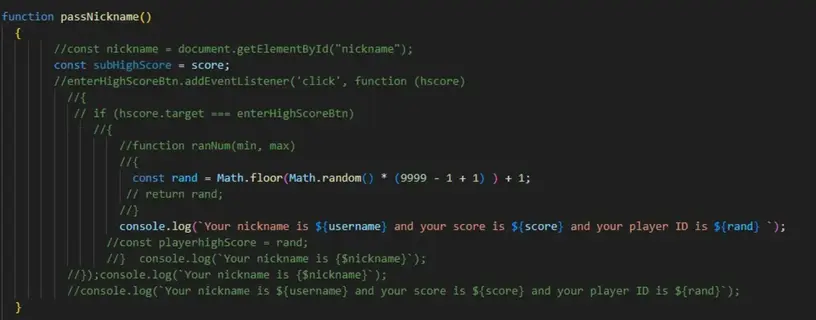 function passNickname()
{
//const nickname = document.getElementById("nickname");
const subHighScore = score;
//enterHighScoreBtn.addEventListener('click', function (hscore)
//{
// if (hscore.target === enterHighScoreBtn)
//{
//function ranNum(min, max)
//{
const rand = Math.floor(Math.random() * (9999 - 1 + 1) ) + 1;
// return rand;
//}
console.log(`Your nickname is ${username} and your score is ${score} and your player ID is ${rand} `);
//const playerhighScore = rand;
//}  console.log(`Your nickname is {$nickname}`);
//});console.log(`Your nickname is {$nickname}`);
//console.log(`Your nickname is ${username} and your score is ${score} and your player ID is ${rand}`);
}